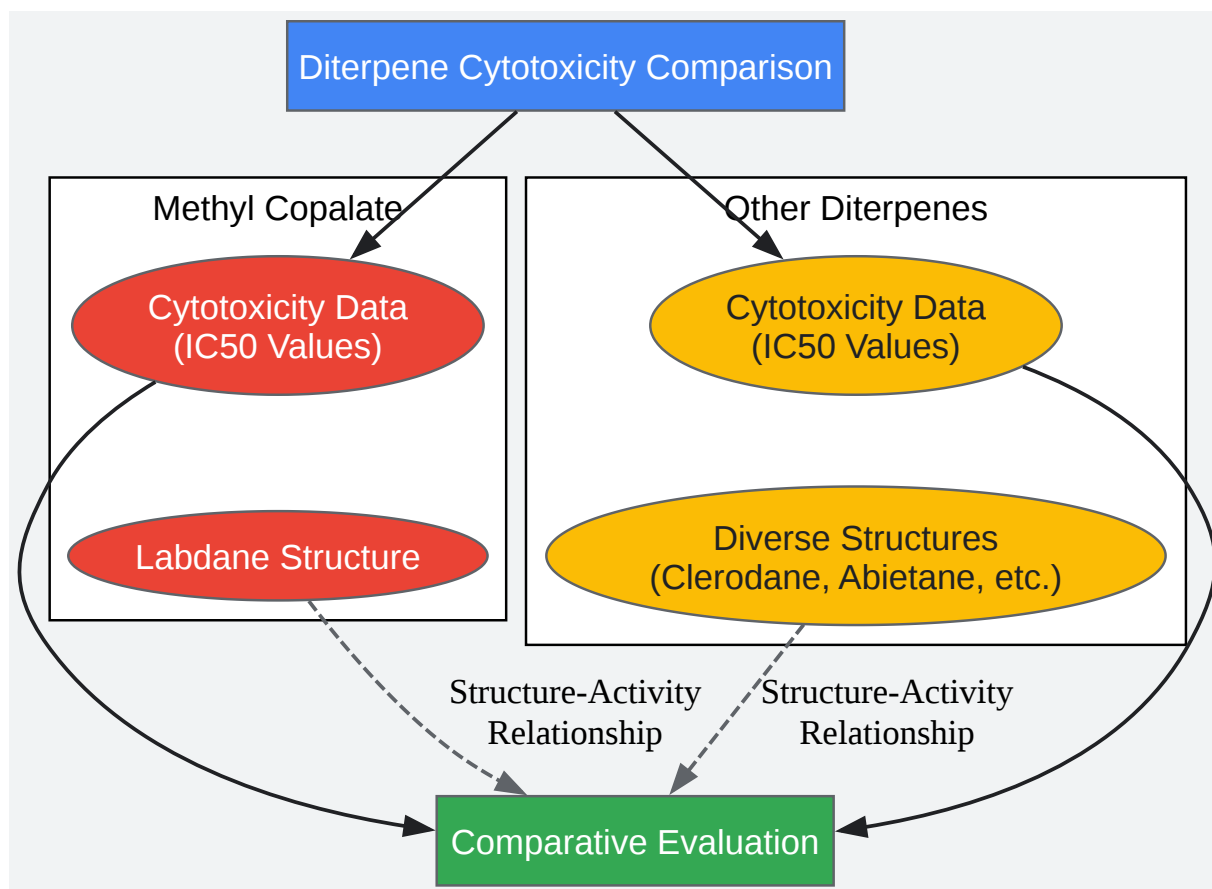 Diterpene Cytotoxicity Comparison
Methyl Copalate
Other Diterpenes
Cytotoxicity Data
(IC50 Values)
Cytotoxicity Data
(IC50 Values)
Labdane Structure
Diverse Structures
(Clerodane, Abietane, etc.)
Structure-Activity
Relationship
Structure-Activity
Relationship
Comparative Evaluation